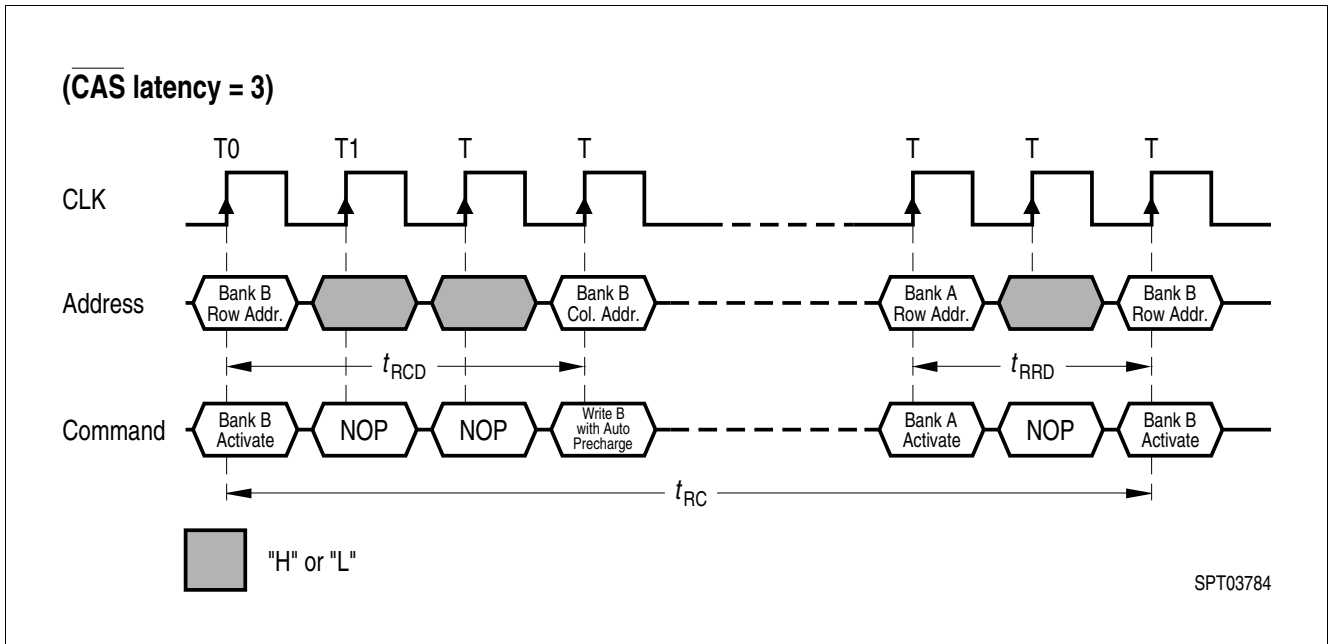 (CAS latency = 3)
T0 T1 T T T T T
CLK
Address
Bank B
Row Addr.
Bank B
Col. Addr.
Bank A
Row Addr.
Bank B
Row Addr.
tRCD
tRRD
Command
Bank B
Activate
NOP
NOP
Write B
with Auto
Precharge
Bank A
Activate
NOP
Bank B
Activate
tRC
"H" or "L"
SPT03784